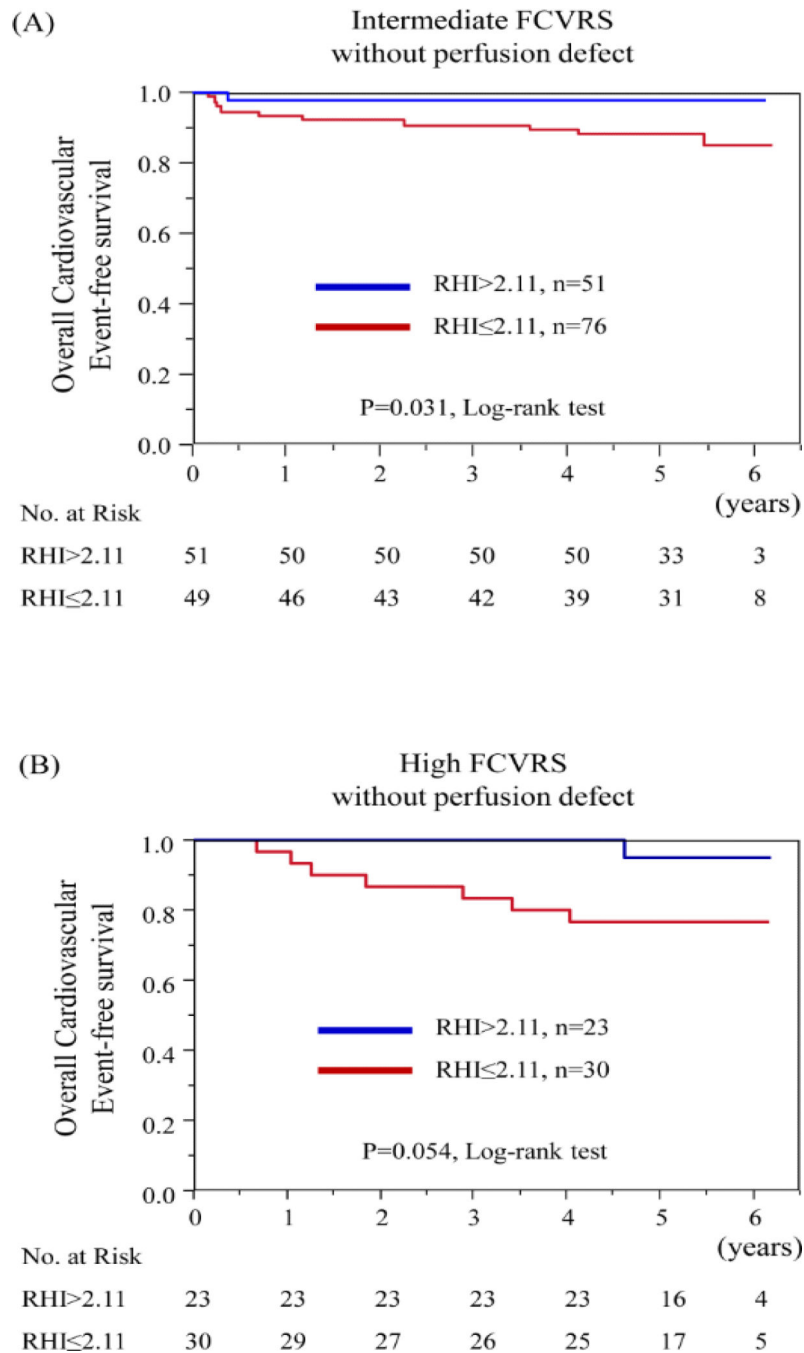 (A)
Intermediate FCVRS
without perfusion defect
Overall Cardiovascular
Event-free survival
1.0
0.8
0.6
0.4
0.2
0.0
RHI>2.11, n=51
RHI≤2.11, n=76
P=0.031, Log-rank test
0 1 2 3 4 5 6
(years)
No. at Risk
RHI>2.11 51 50 50 50 50 33 3
RHI≤2.11 49 46 43 42 39 31 8
(B)
High FCVRS
without perfusion defect
Overall Cardiovascular
Event-free survival
1.0
0.8
0.6
0.4
0.2
0.0
RHI>2.11, n=23
RHI≤2.11, n=30
P=0.054, Log-rank test
0 1 2 3 4 5 6
(years)
No. at Risk
RHI>2.11 23 23 23 23 23 16 4
RHI≤2.11 30 29 27 26 25 17 5